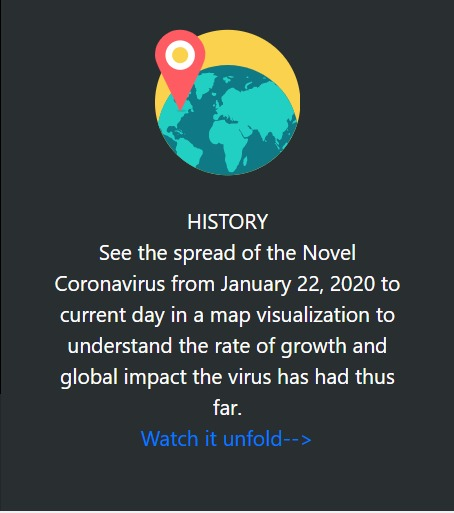 HISTORY
See the spread of the Novel
Coronavirus from January 22, 2020 to
current day in a map visualization to
understand the rate of growth and
global impact the virus has had thus
far.
Watch it unfold-->